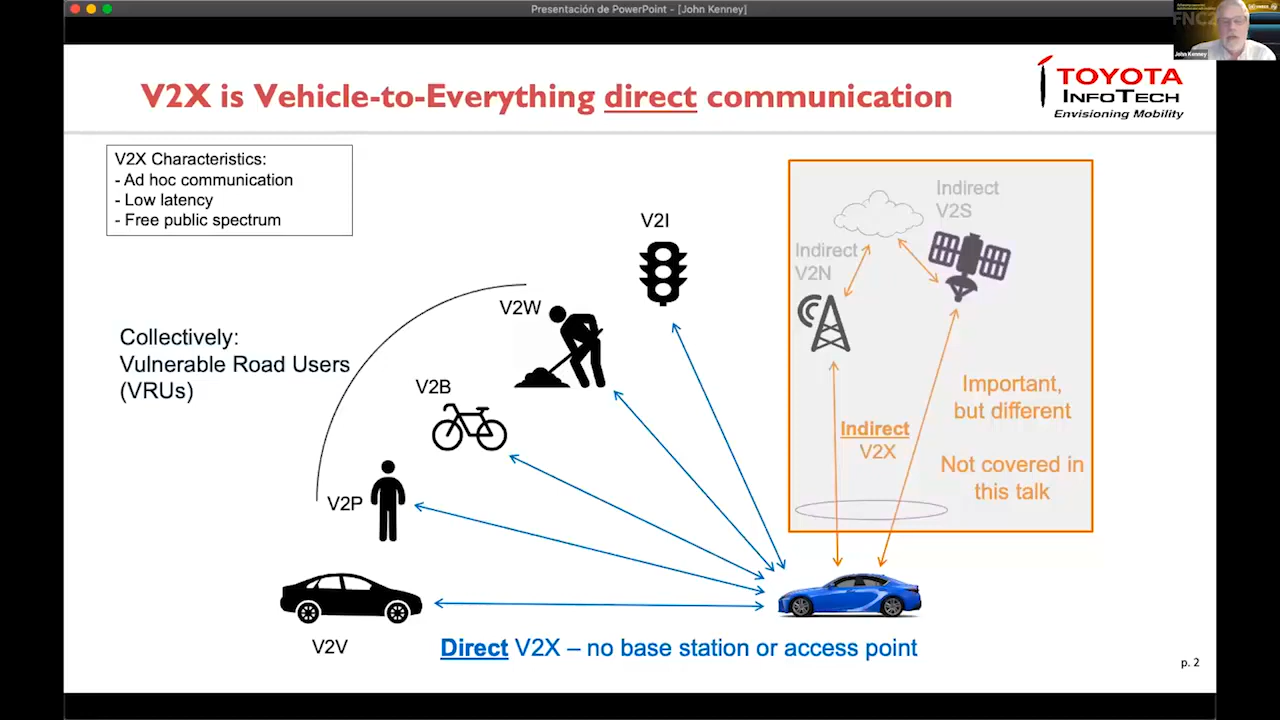 Presentación de PowerPoint - [John Kenney]
John Kenney
V2X is Vehicle-to-Everything direct communication
TOYOTA
INFOTECH
Envisioning Mobility
V2X Characteristics:
- Ad hoc communication
- Low latency
- Free public spectrum
Collectively:
Vulnerable Road Users
(VRUs)
V2I
V2W
V2B
V2P
V2V
Indirect
V2S
Indirect
V2N
Important,
but different
Indirect
V2X
Not covered in
this talk
Direct V2X – no base station or access point
p. 2